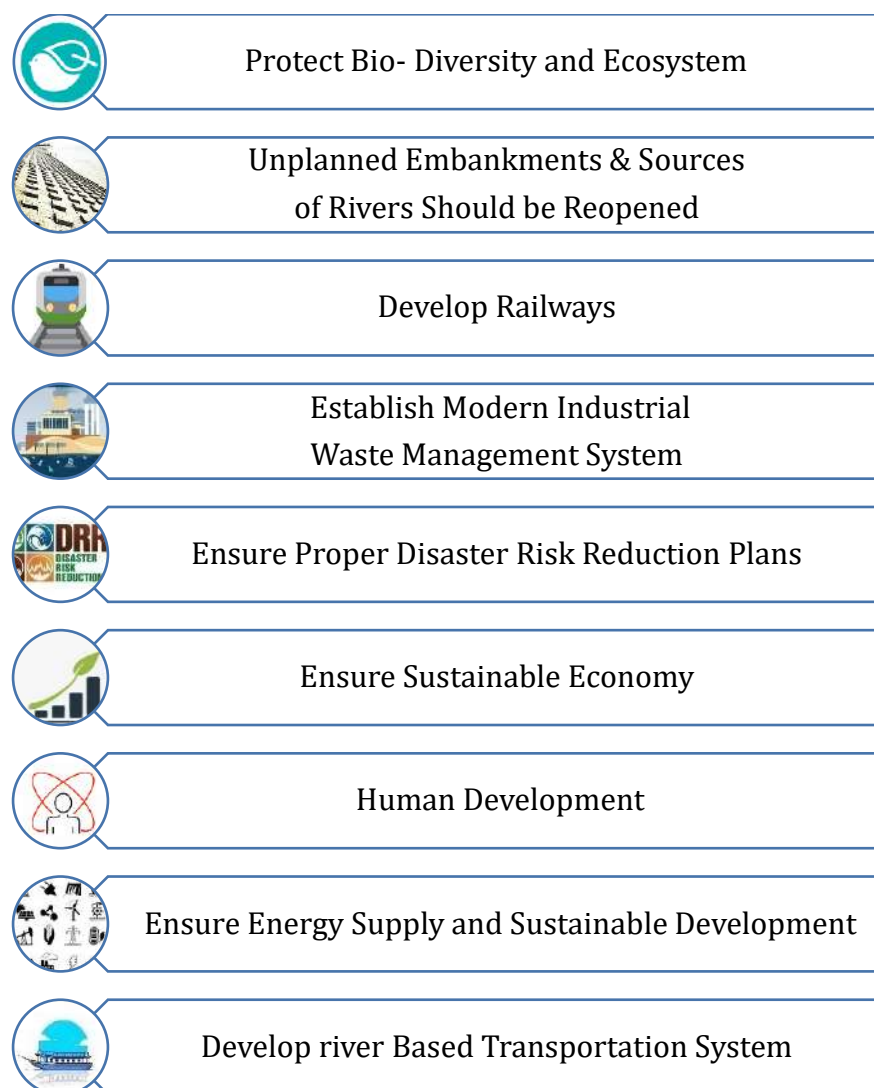 Protect Bio- Diversity and Ecosystem
Unplanned Embankments & Sources
of Rivers Should be Reopened
Develop Railways
Establish Modern Industrial
Waste Management System
DRR
DISASTER
RISK
REDUCTION
Ensure Proper Disaster Risk Reduction Plans
Ensure Sustainable Economy
Human Development
Ensure Energy Supply and Sustainable Development
Develop river Based Transportation System